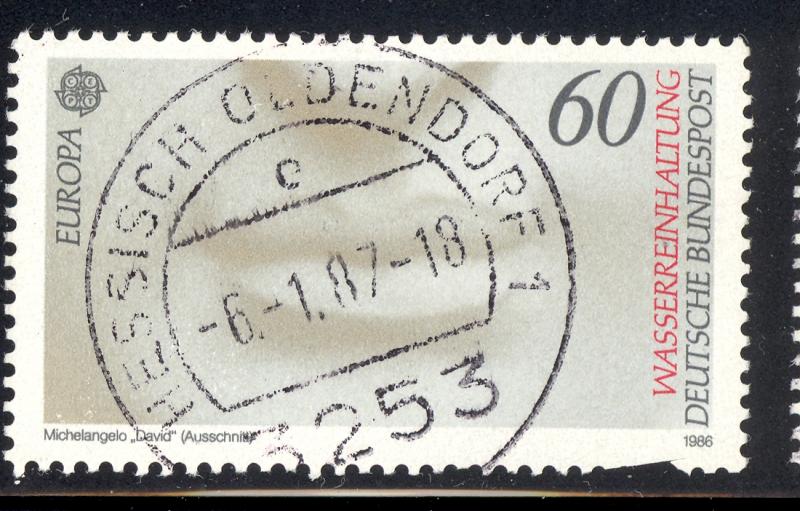 EUROPA
60
WASSERREINHALTUNG
DEUTSCHE BUNDESPOST
HESSISCH OLDENDORF 1
c
-6.-1.87-18
3253
Michelangelo „David“ (Ausschnitt)
1986